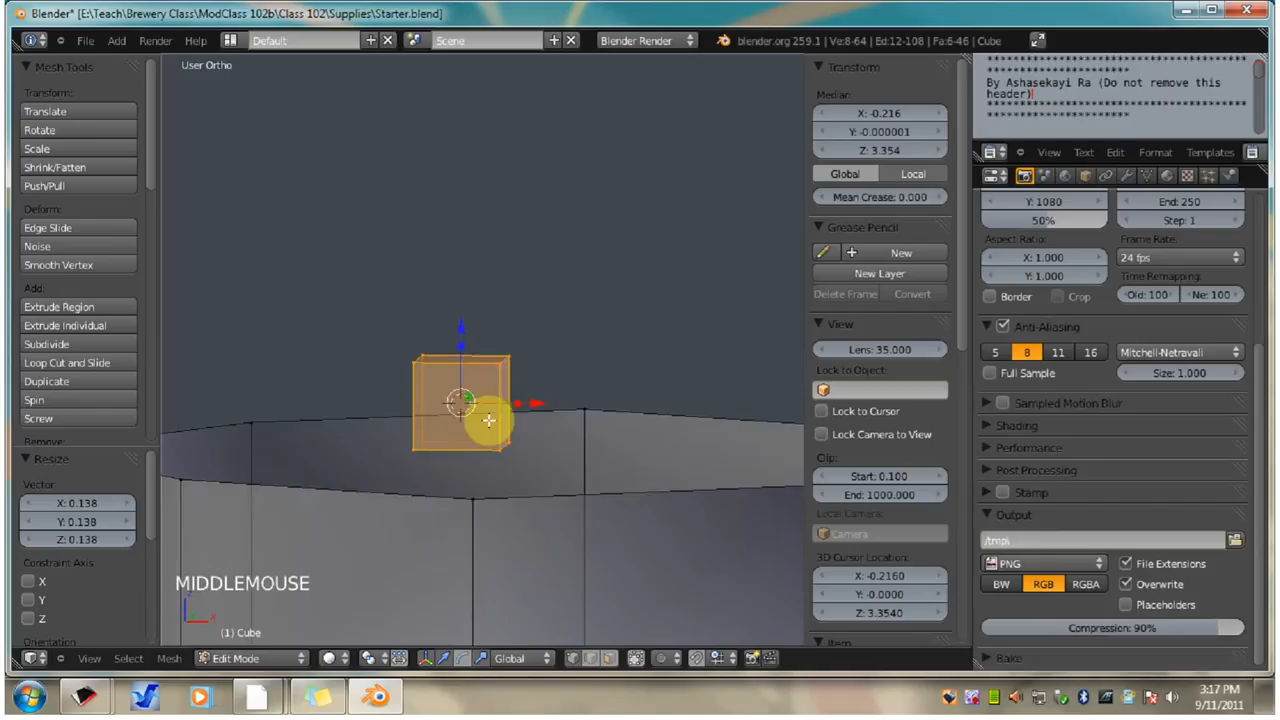 Blender* [E:\Teach\Brewery Class\ModClass 102b\Class 102\Supplies\Starter.blend]
File Add Render Help Default Scene Blender Render blender.org 259.1 | Ve:8-64 | Ed:12-108 | Fa:6-46 | Cube
Mesh Tools
Transform:
Translate
Rotate
Scale
Shrink/Fatten
Push/Pull
Deform:
Edge Slide
Noise
Smooth Vertex
Add:
Extrude Region
Extrude Individual
Subdivide
Loop Cut and Slide
Duplicate
Spin
Screw
Remove:
Resize
Vector
X: 0.138
Y: 0.138
Z: 0.138
Constraint Axis
X
Y
Z
Orientation
User Ortho
MIDDLEMOUSE
(1) Cube
View Select Mesh Edit Mode Global
Transform
Median:
X: -0.216
Y: -0.000001
Z: 3.354
Global Local
Mean Crease: 0.000
Grease Pencil
New
New Layer
Delete Frame Convert
View
Lens: 35.000
Lock to Object:
Lock to Cursor
Lock Camera to View
Clip:
Start: 0.100
End: 1000.000
Local Camera:
Camera
3D Cursor Location:
X: -0.2160
Y: -0.0000
Z: 3.3540
Item
By Ashasekayi Ra (Do not remove this
header)
View Text Edit Format Templates
Y: 1080 End: 250
50% Step: 1
Aspect Ratio: Frame Rate:
X: 1.000 24 fps
Y: 1.000 Time Remapping:
Border Crop Old: 100 Ne: 100
Anti-Aliasing
5 8 11 16 Mitchell-Netravali
Full Sample Size: 1.000
Sampled Motion Blur
Shading
Performance
Post Processing
Stamp
Output
/tmp\
PNG File Extensions
BW RGB RGBA Overwrite
Placeholders
Compression: 90%
Bake
3:17 PM
9/11/2011